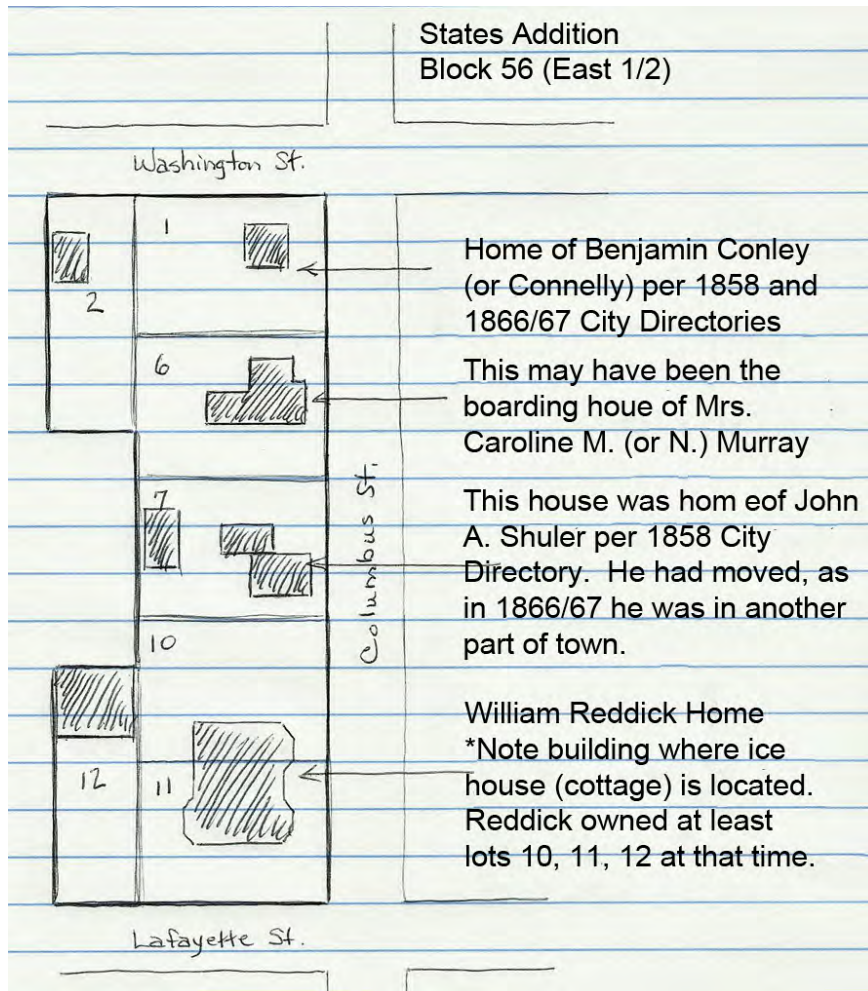 States Addition
Block 56 (East 1/2)
Washington St.
1
2
Home of Benjamin Conley
(or Connelly) per 1858 and
1866/67 City Directories
6
This may have been the
boarding houe of Mrs.
Caroline M. (or N.) Murray
Columbus St.
7
This house was hom eof John
A. Shuler per 1858 City
Directory. He had moved, as
in 1866/67 he was in another
part of town.
10
William Reddick Home
*Note building where ice
house (cottage) is located.
Reddick owned at least
lots 10, 11, 12 at that time.
12
11
Lafayette St.